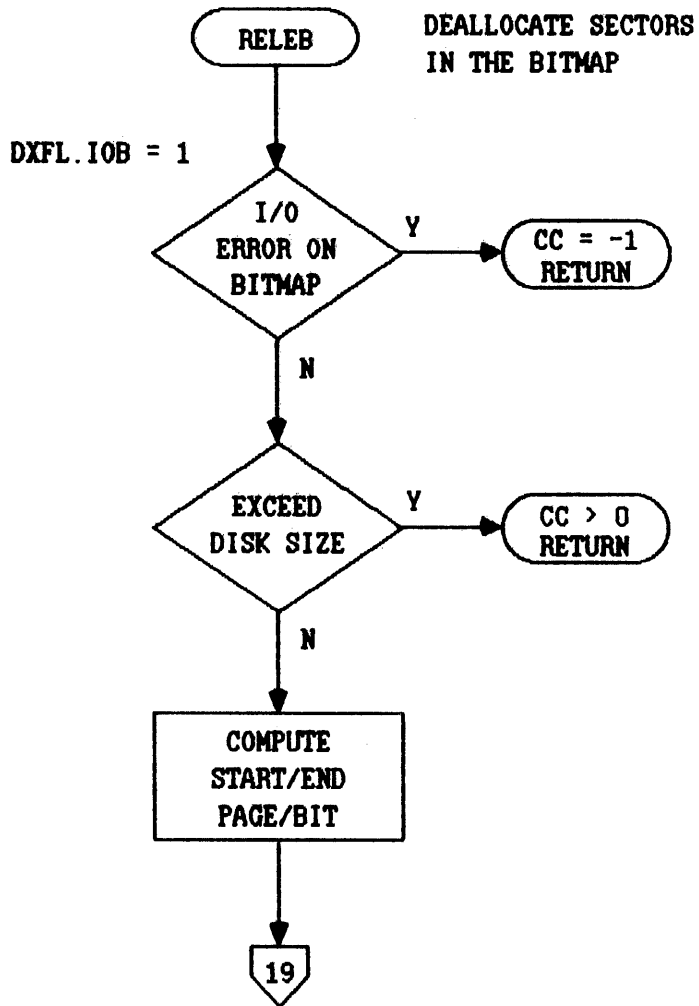 RELEB
DEALLOCATE SECTORS
IN THE BITMAP
DXFL.IOB = 1
I/O
ERROR ON
BITMAP
Y
CC = -1
RETURN
N
EXCEED
DISK SIZE
Y
CC > 0
RETURN
N
COMPUTE
START/END
PAGE/BIT
19